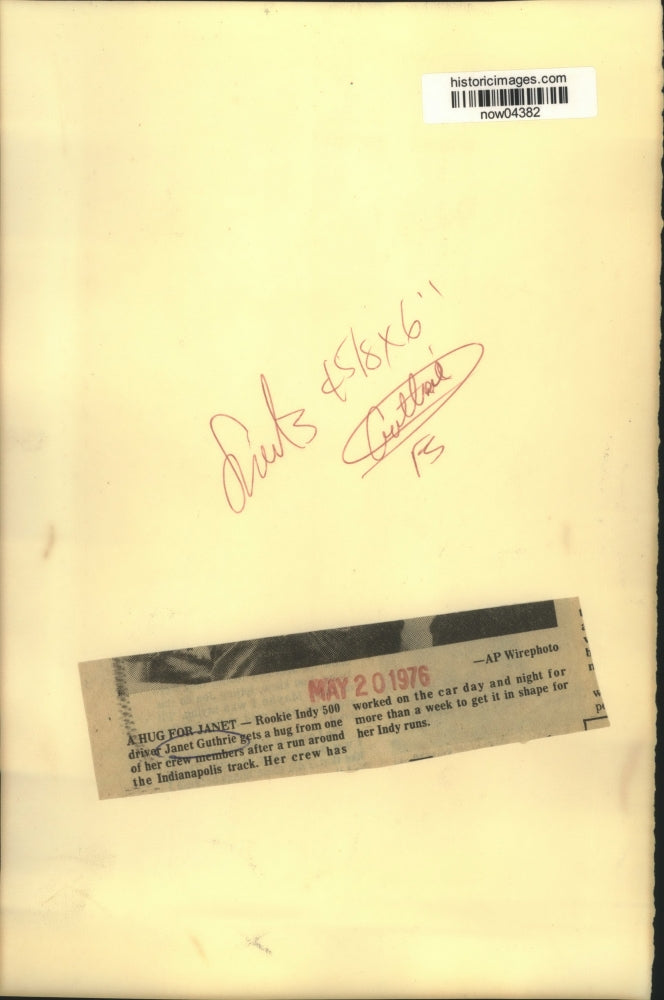 historicimages.com
now04382
45/8 X 6"
Guthrie
FS
—AP Wirephoto
MAY 20 1976
A HUG FOR JANET — Rookie Indy 500
driver Janet Guthrie gets a hug from one
of her crew members after a run around
the Indianapolis track. Her crew has
worked on the car day and night for
more than a week to get it in shape for
her Indy runs.